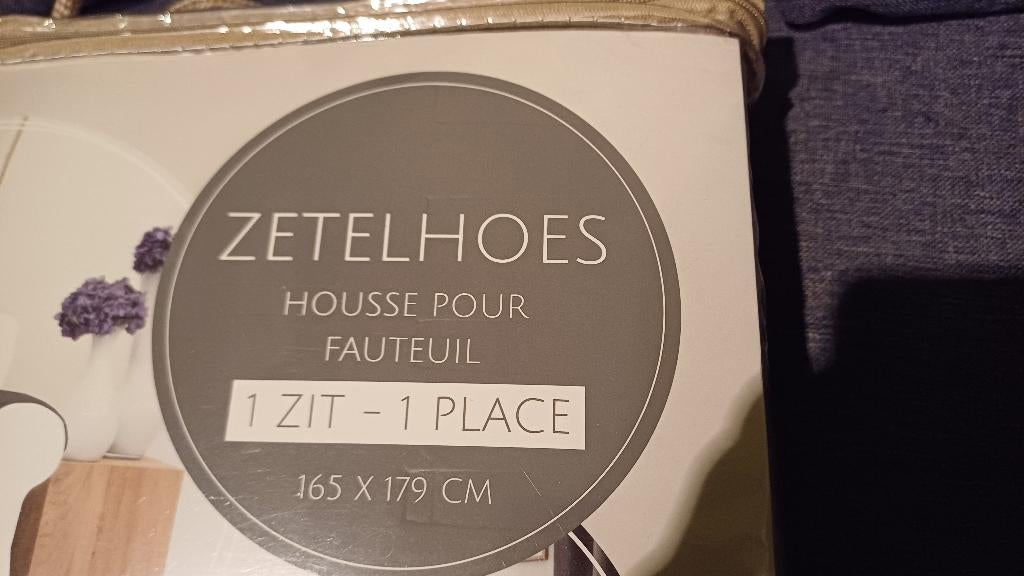 ZETELHOES
HOUSSE POUR
FAUTEUIL
1 ZIT - 1 PLACE
165 X 179 CM